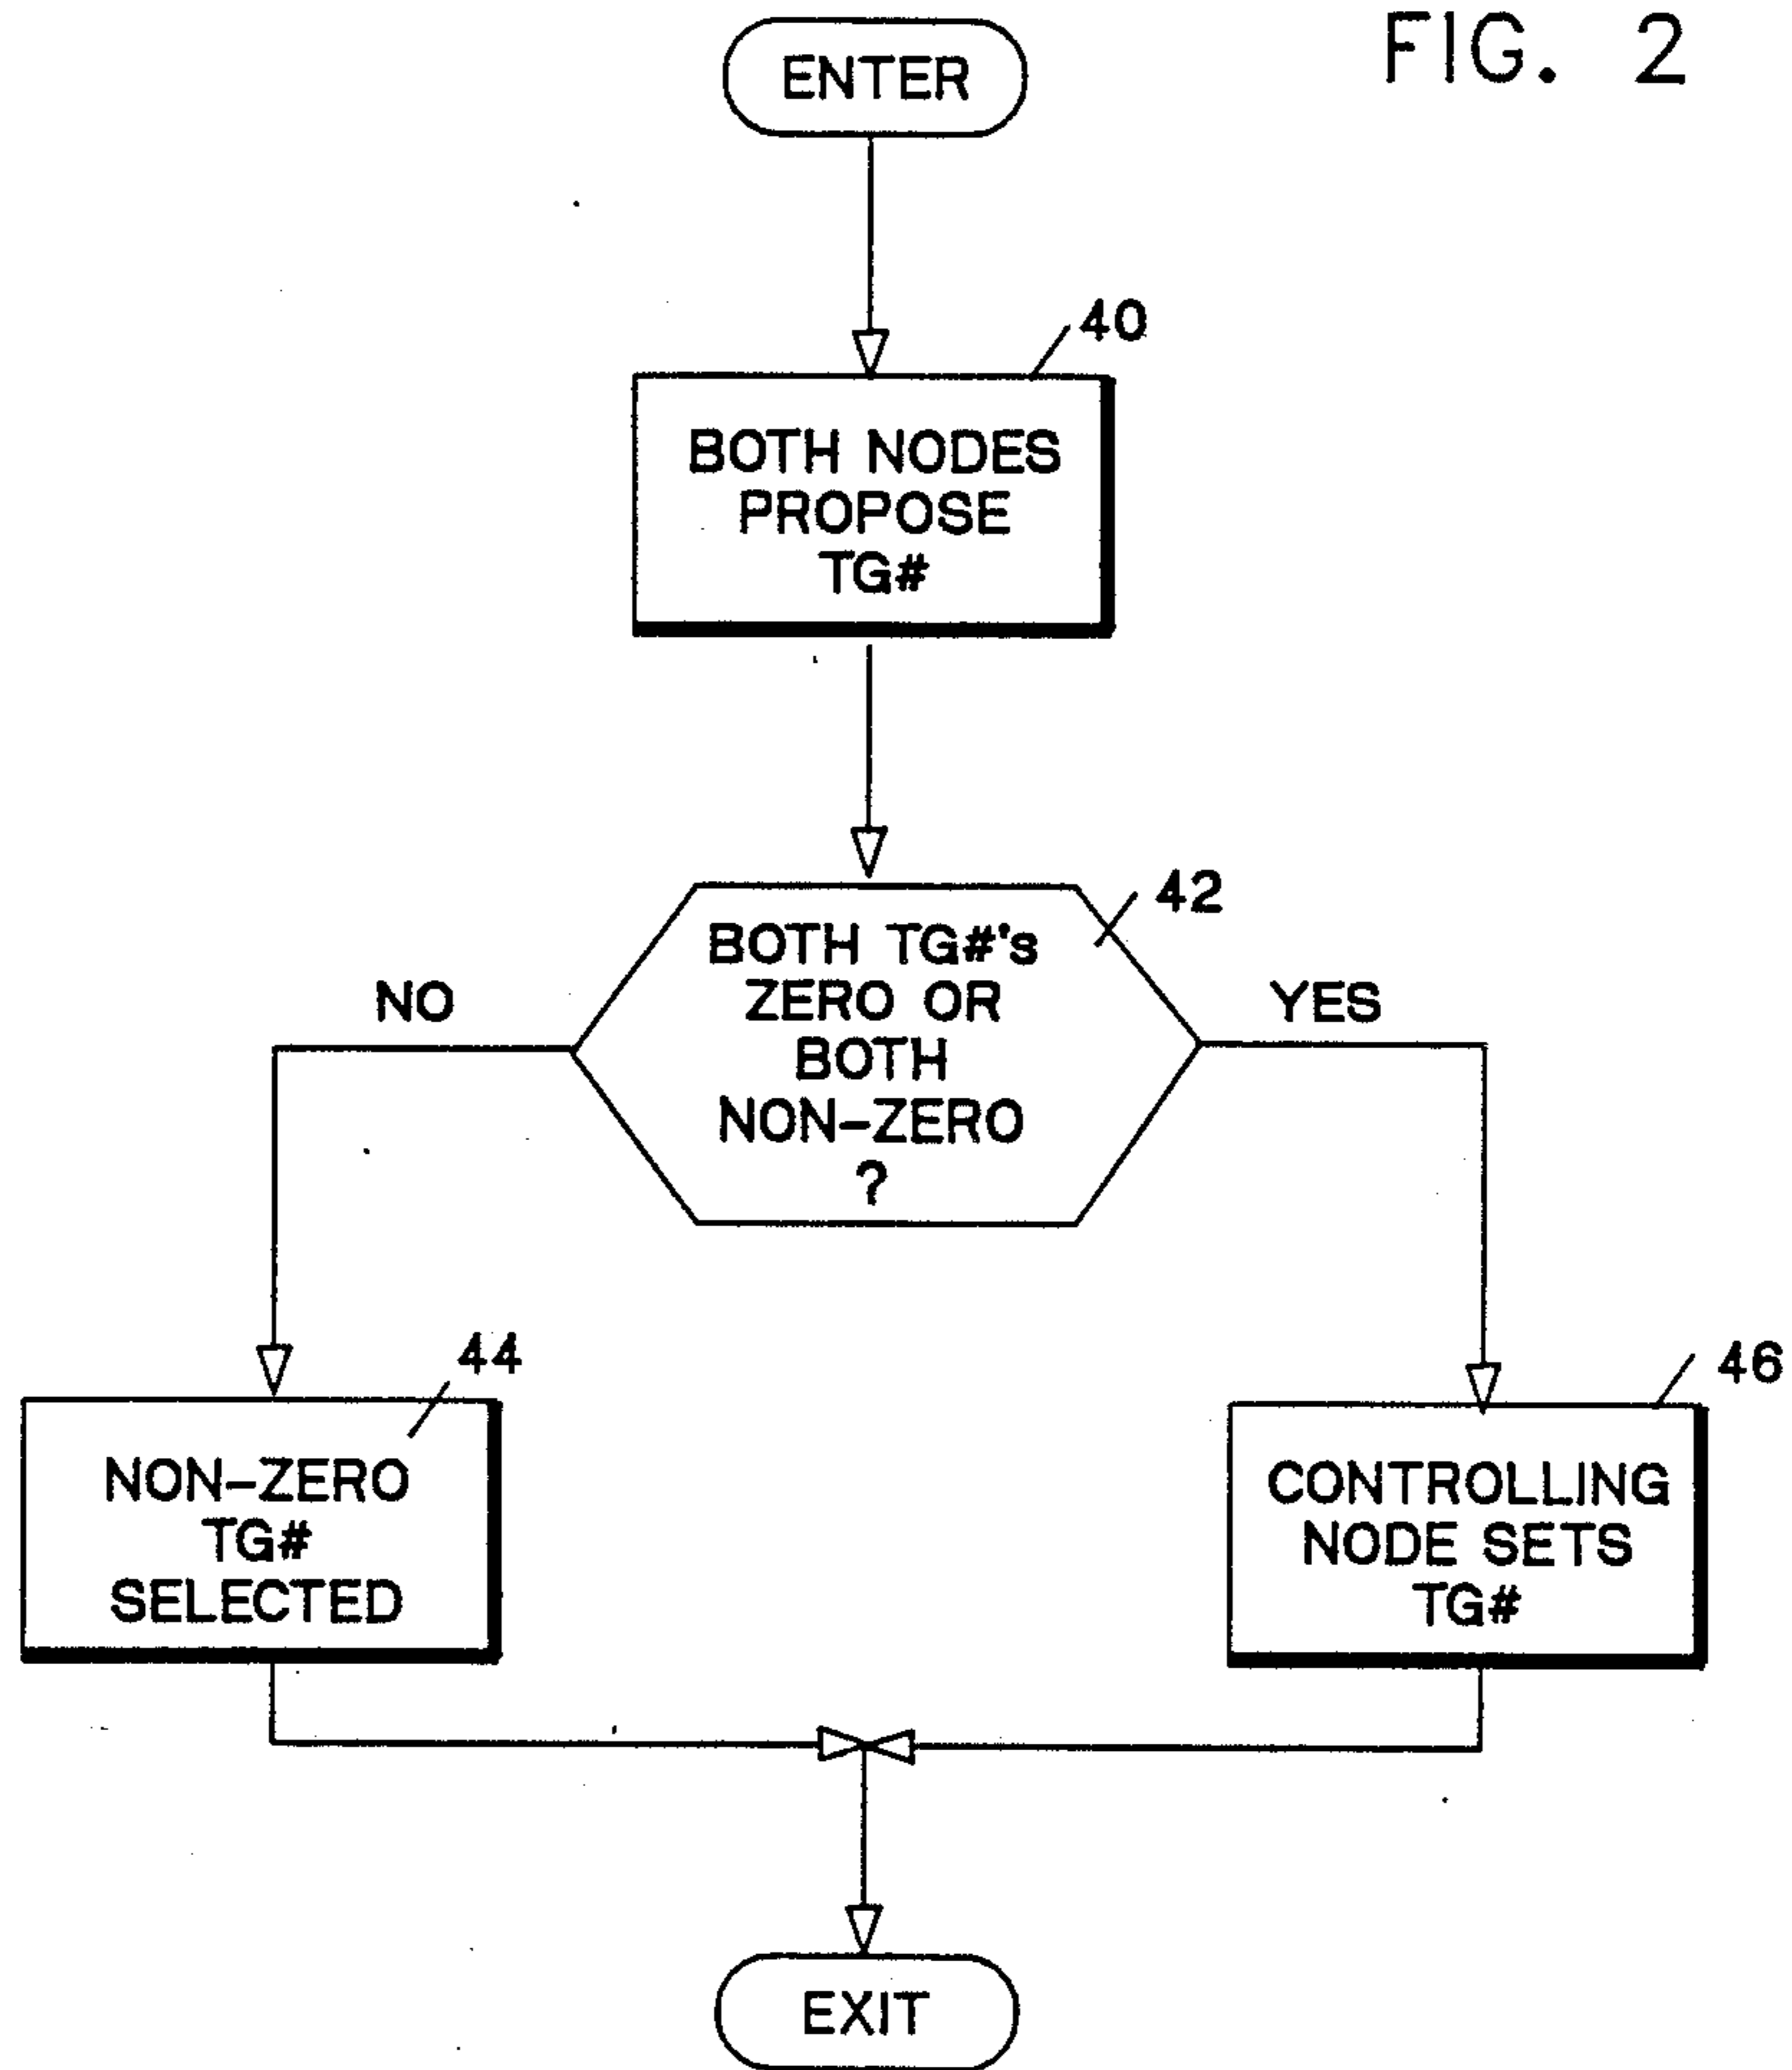 FIG. 2
ENTER
40
BOTH NODES
PROPOSE
TG#
42
BOTH TG#'s
ZERO OR
BOTH
NON-ZERO
?
NO
YES
44
NON-ZERO
TG#
SELECTED
46
CONTROLLING
NODE SETS
TG#
EXIT